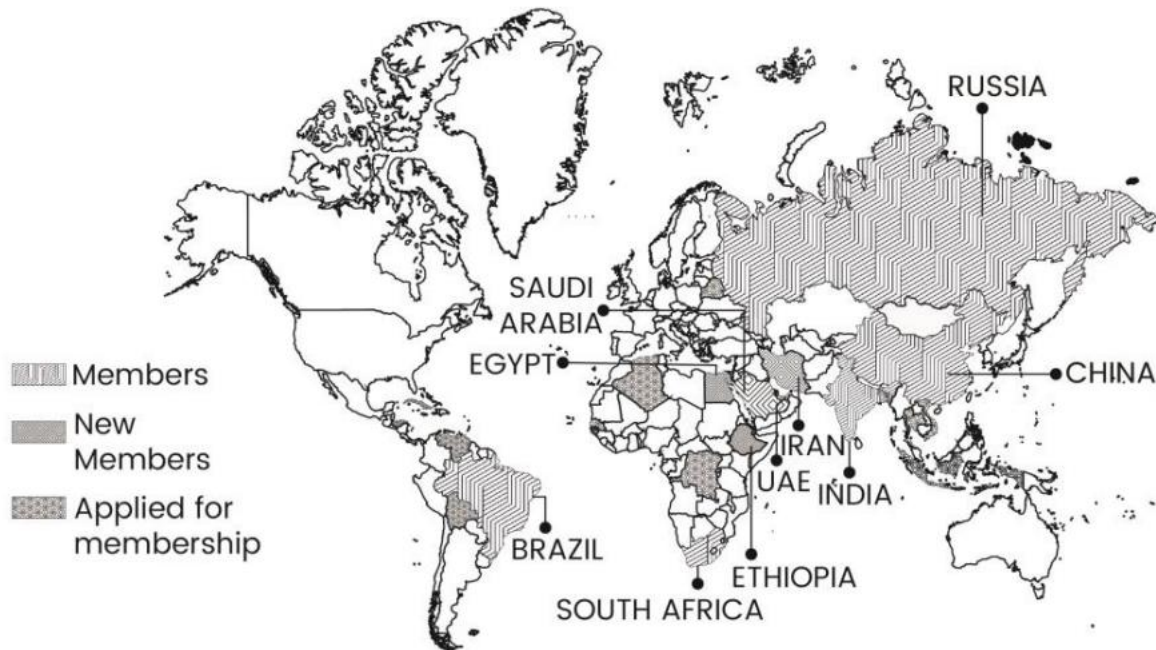 RUSSIA
SAUDI
ARABIA
EGYPT
CHINA
IRAN
UAE
INDIA
BRAZIL
ETHIOPIA
SOUTH AFRICA
Members
New
Members
Applied for
membership